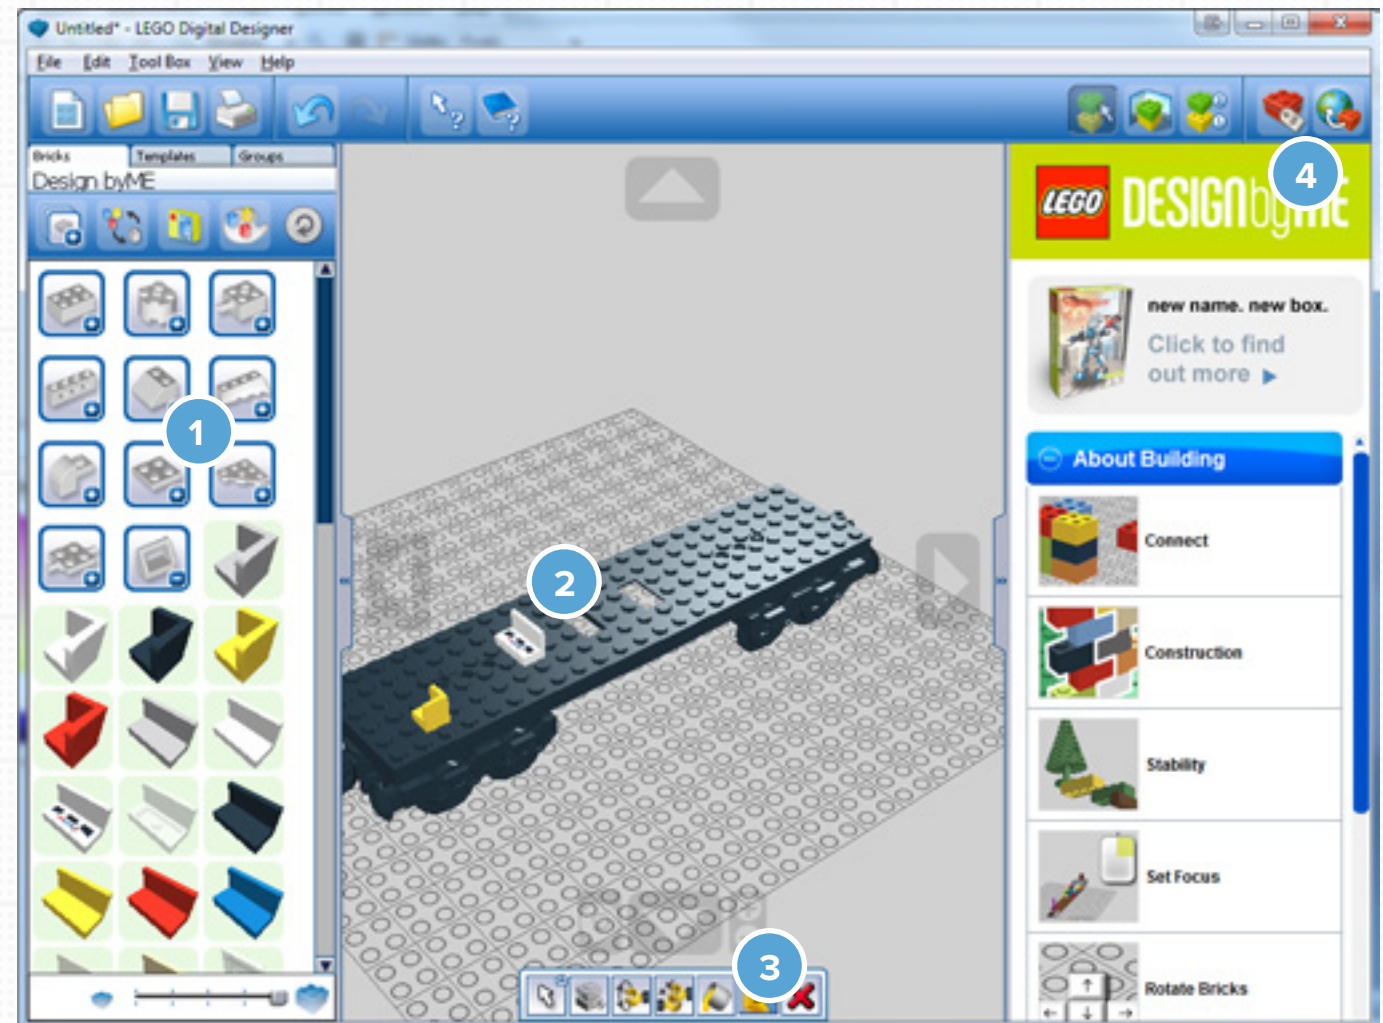 Untitled* - LEGO Digital Designer
File Edit Tool Box View Help
Bricks Templates Groups
Design byME
1
2
3
4
LEGO DESIGNbyME
new name. new box.
Click to find
out more
About Building
Connect
Construction
Stability
Set Focus
Rotate Bricks